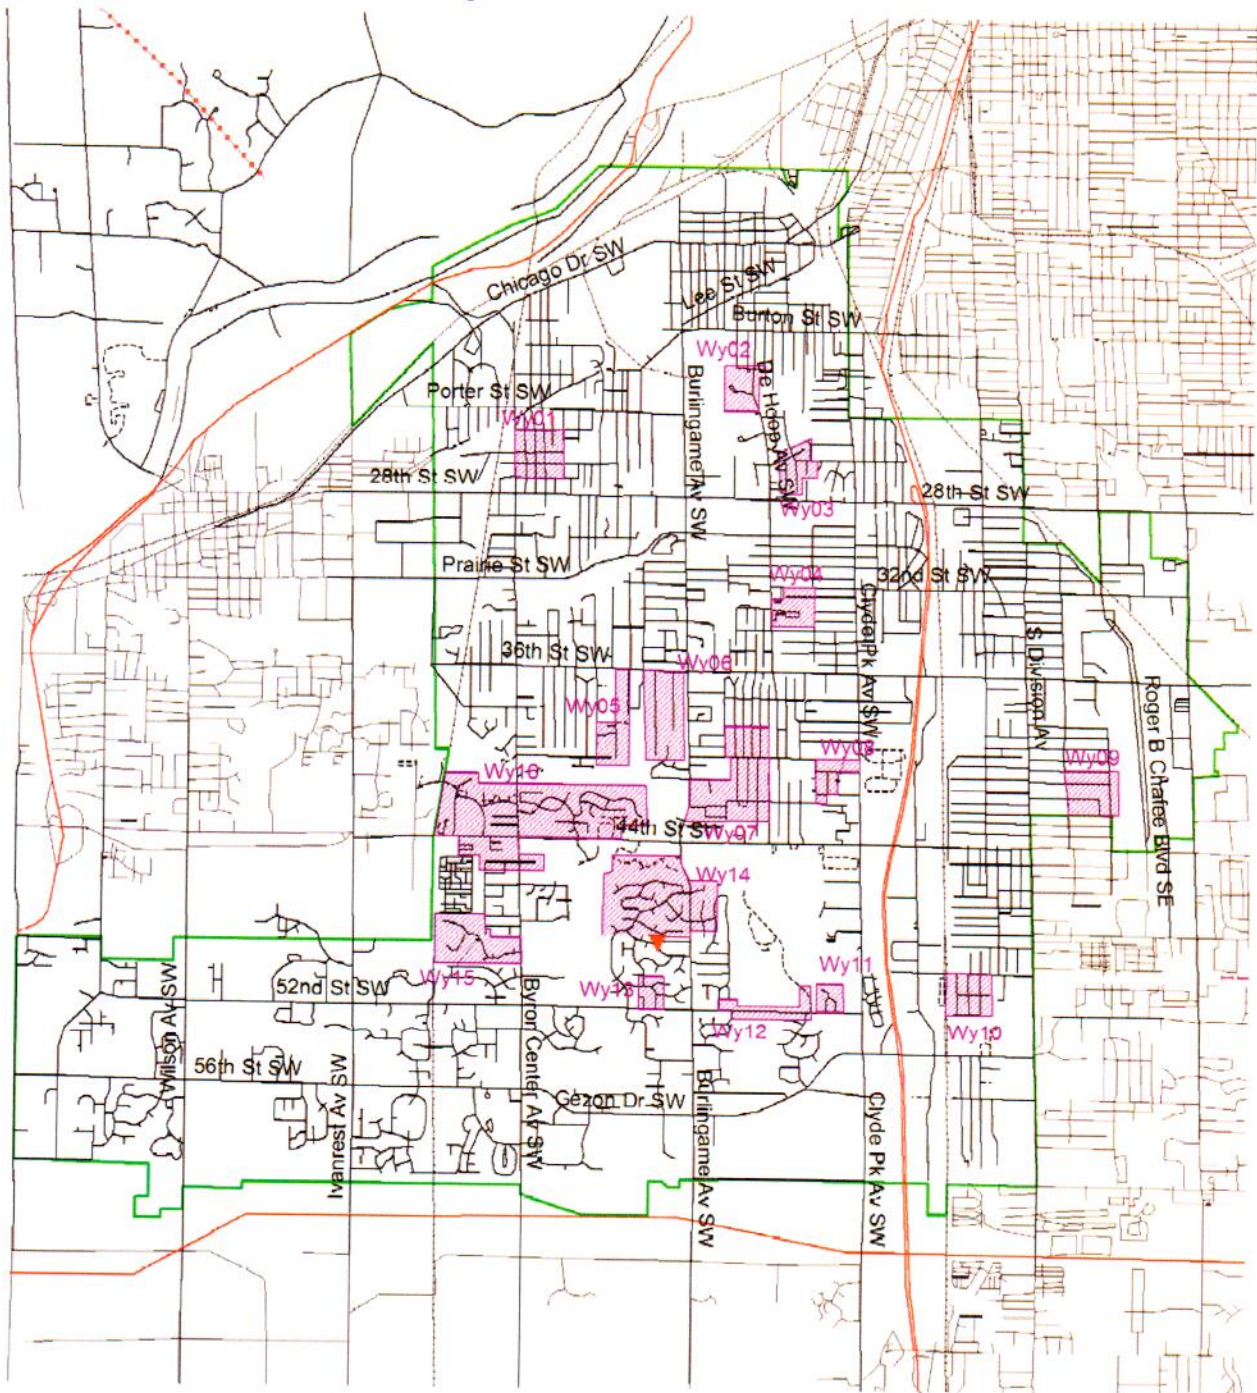 Chicago Dr SW
Lee St SW
Burton St SW
Wy02
Porter St SW
Wy01
De Hoop Av SW
Burlingame Av SW
28th St SW
28th St SW
Wy03
Prairie St SW
Wy04
32nd St SW
Clyde Pk Av SW
36th St SW
Wy06
S Division Av
Roger B Chafee Blvd SE
Wy05
Wy08
Wy09
Wy16
44th St SW
Wy07
Wy14
Wy11
Wy15
Wy13
52nd St SW
Wy12
Wy10
Wilson Av SW
Byron Center Av SW
56th St SW
Ivanrest Av SW
Gezon Dr SW
Burlingame Av SW
Clyde Pk Av SW